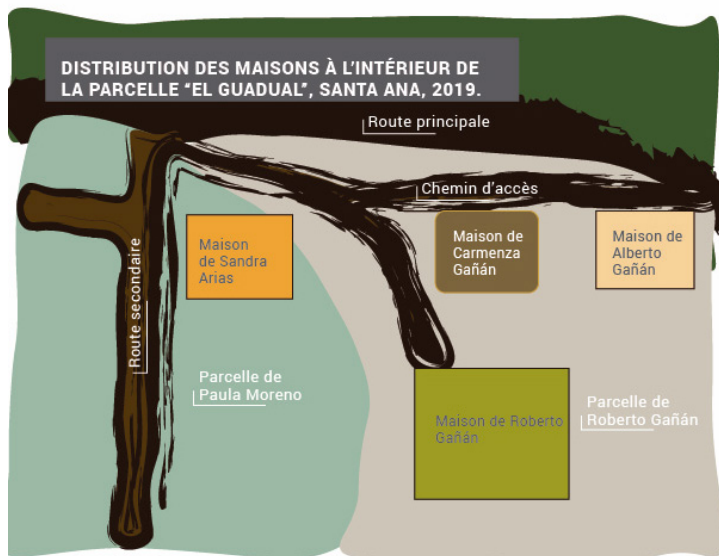 DISTRIBUTION DES MAISONS À L'INTÉRIEUR DE
LA PARCELLE “EL GUADUAL”, SANTA ANA, 2019.
Route principale
Chemin d'accès
Maison
de Sandra
Arias
Maison de
Carmenza
Gañán
Maison de
Alberto
Gañán
Route secondaire
Parcelle de
Paula Moreno
Maison de Roberto
Gañán
Parcelle de
Roberto Gañán